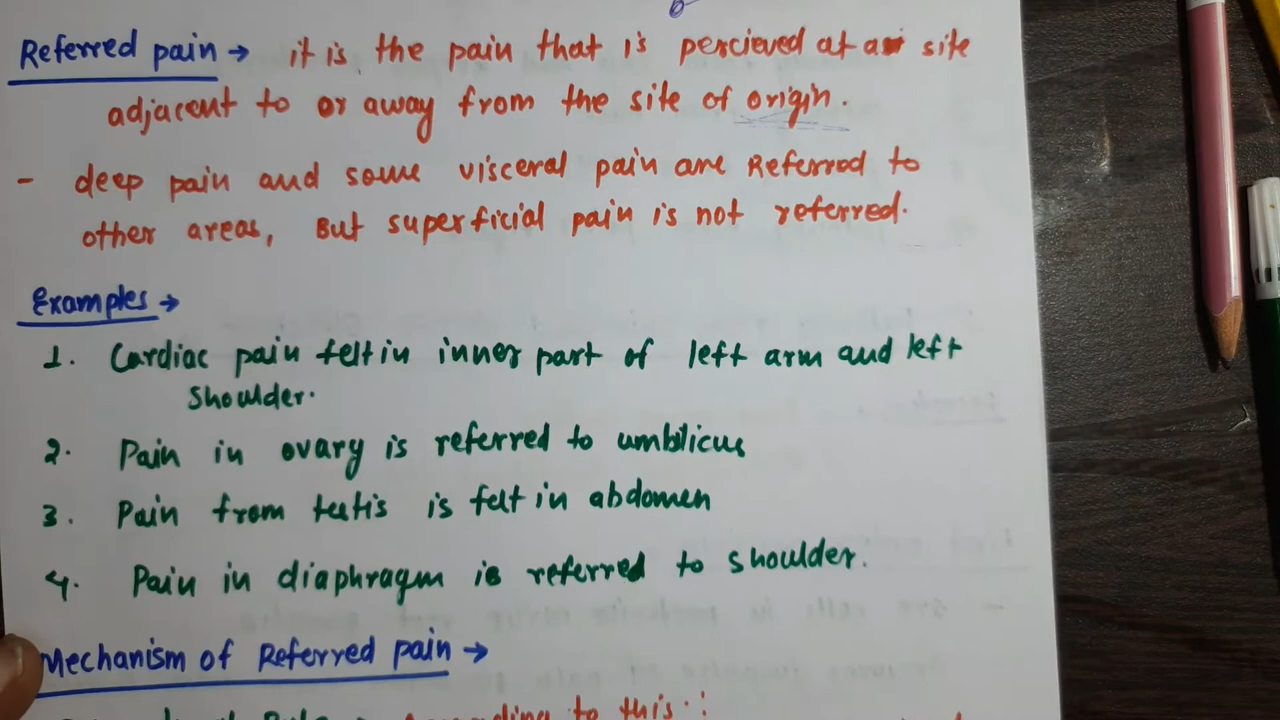 Referred pain → it is the pain that is percieved at a site
adjacent to or away from the site of origin.
- deep pain and some visceral pain are Referred to
other areas, But superficial pain is not referred.
Examples →
1. Cardiac pain felt in inner part of left arm and left
shoulder.
2. Pain in ovary is referred to umbilicus
3. Pain from testis is felt in abdomen
4. Pain in diaphragm is referred to shoulder.
Mechanism of Referred pain →
to this :